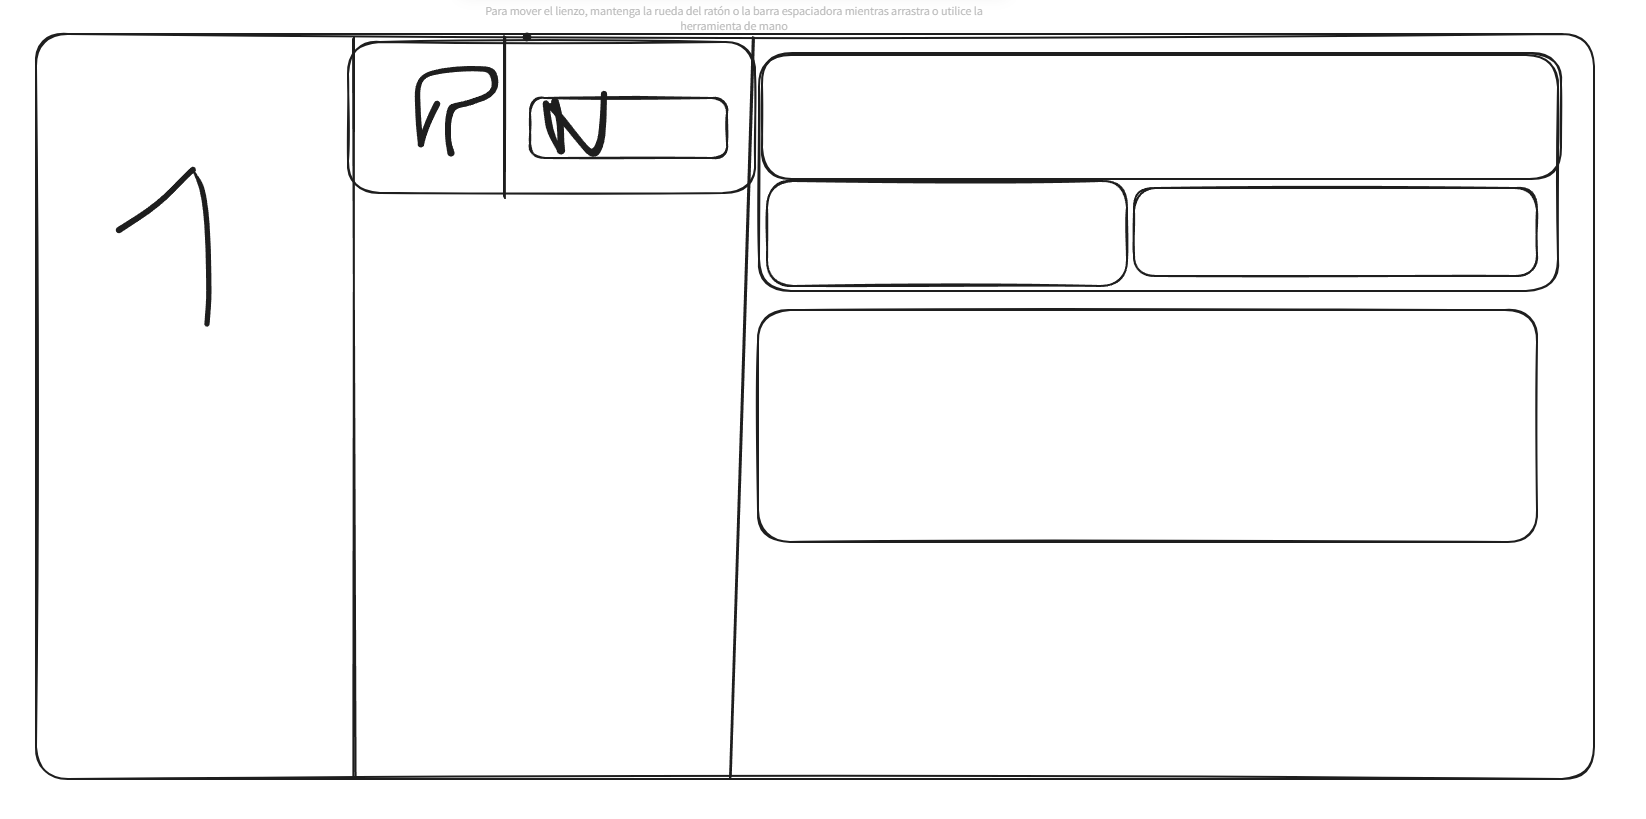 Para mover el lienzo, mantenga la rueda del ratón o la barra espaciadora mientras arrastra o utilice la
herramienta de mano
1
P
N